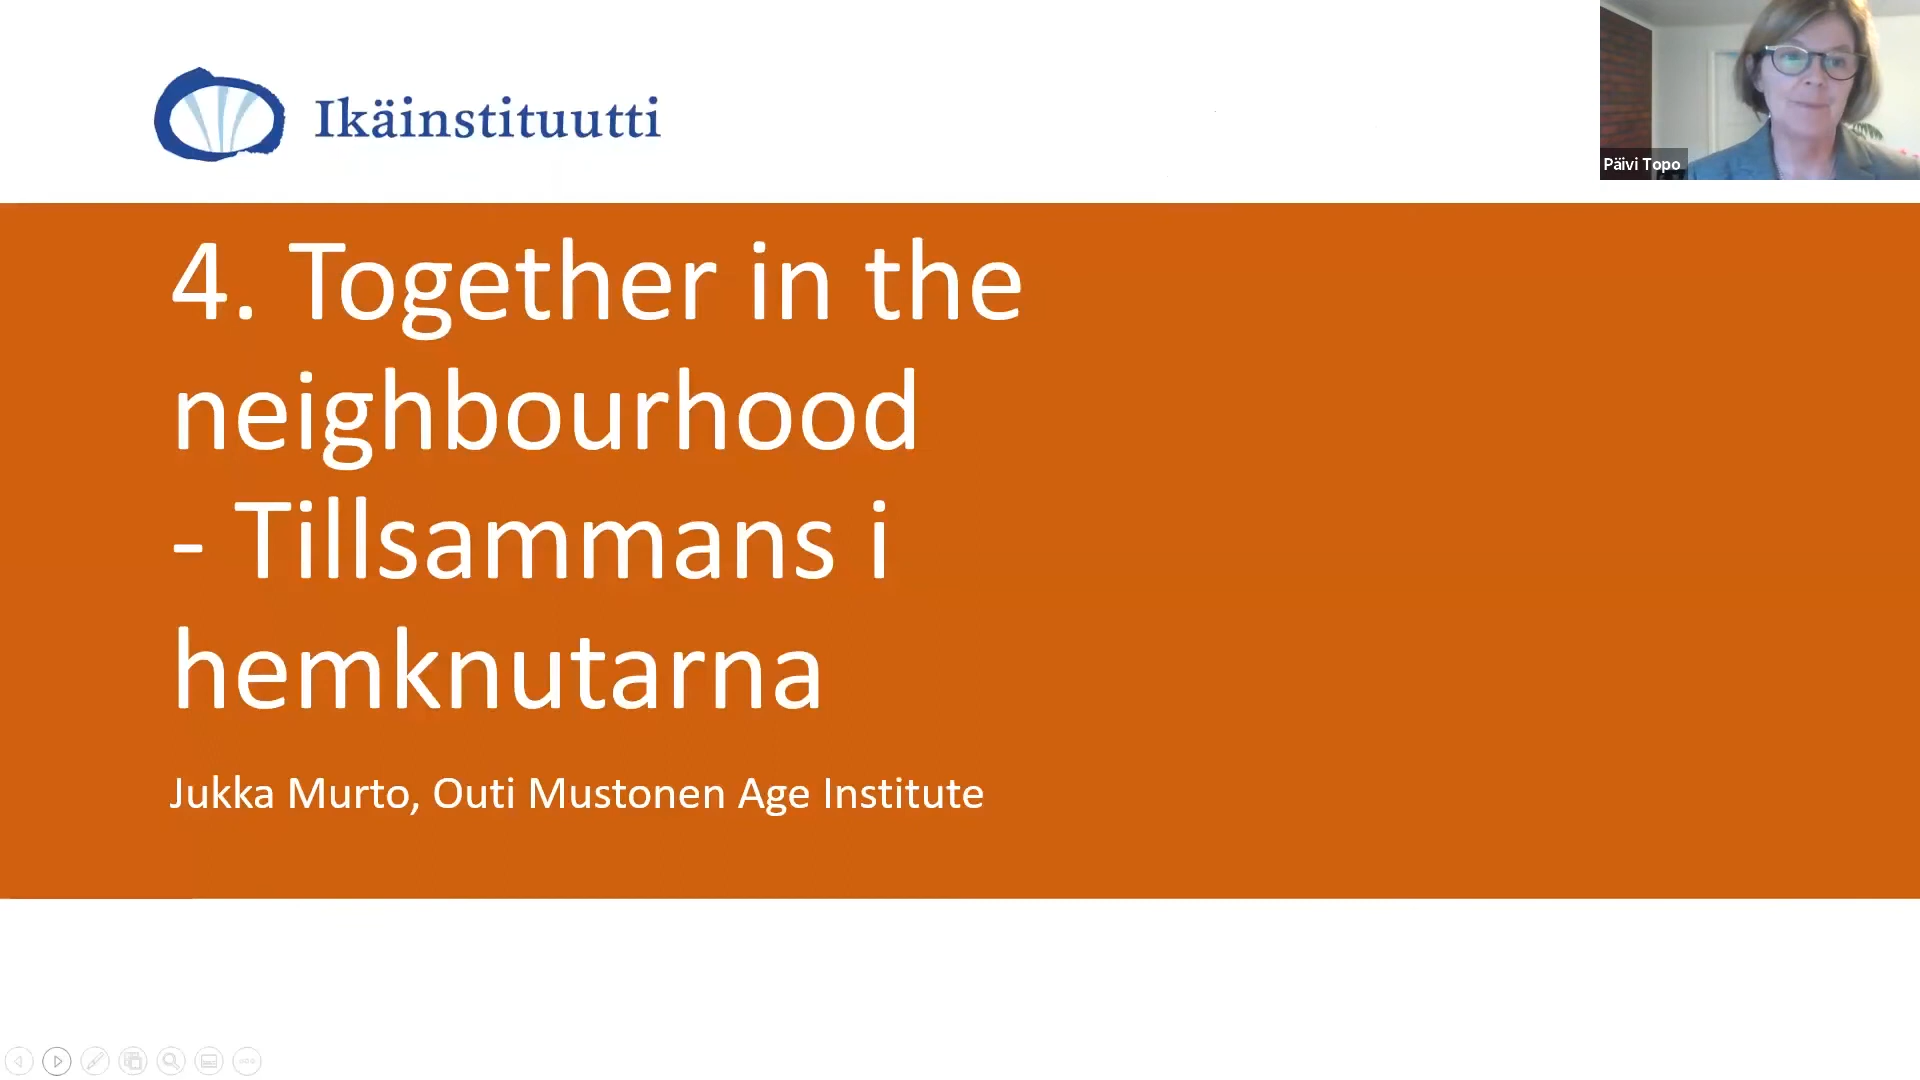 Ikäinstituutti
Päivi Topo
4. Together in the
neighbourhood
- Tillsammans i
hemknutarna
Jukka Murto, Outi Mustonen Age Institute